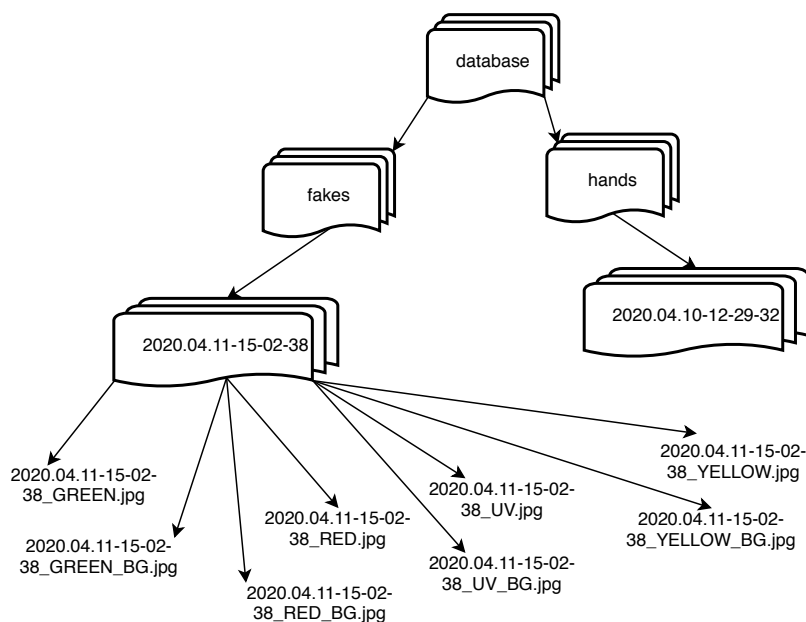 database
fakes
hands
2020.04.11-15-02-38
2020.04.10-12-29-32
2020.04.11-15-02-
38_GREEN.jpg
2020.04.11-15-02-
38_GREEN_BG.jpg
2020.04.11-15-02-
38_RED.jpg
2020.04.11-15-02-
38_RED_BG.jpg
2020.04.11-15-02-
38_UV.jpg
2020.04.11-15-02-
38_UV_BG.jpg
2020.04.11-15-02-
38_YELLOW.jpg
2020.04.11-15-02-
38_YELLOW_BG.jpg